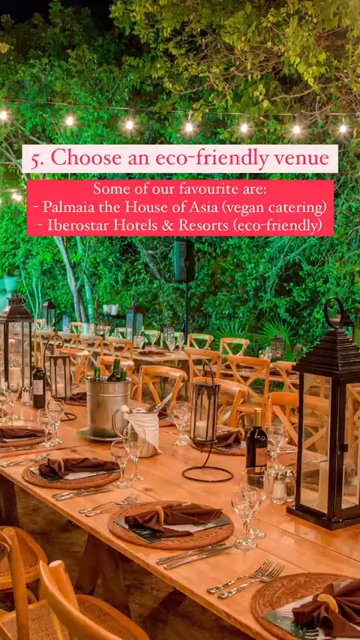 5. Choose an eco-friendly venue
Some of our favourite are:
- Palmaia the House of Asia (vegan catering)
- Iberostar Hotels & Resorts (eco-friendly)